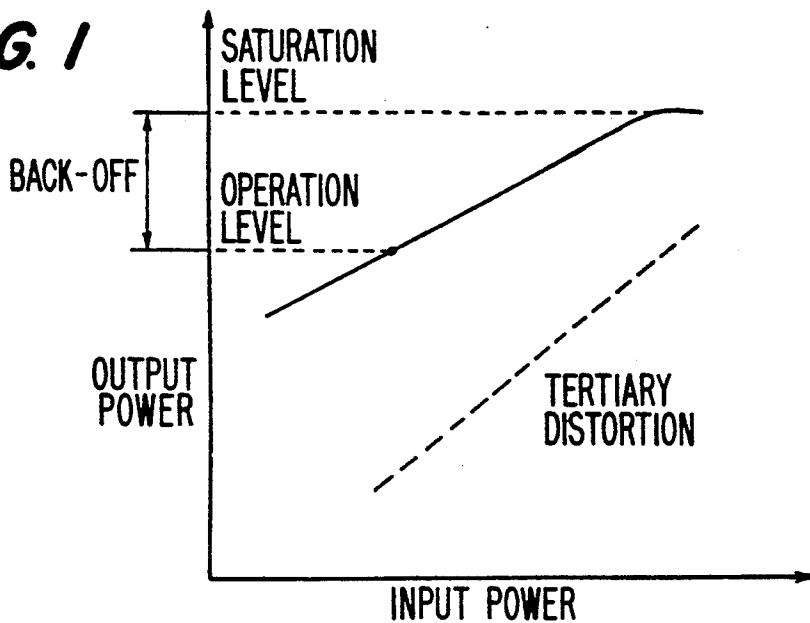 G. 1
SATURATION
LEVEL
BACK-OFF
OPERATION
LEVEL
OUTPUT
POWER
TERTIARY
DISTORTION
INPUT POWER